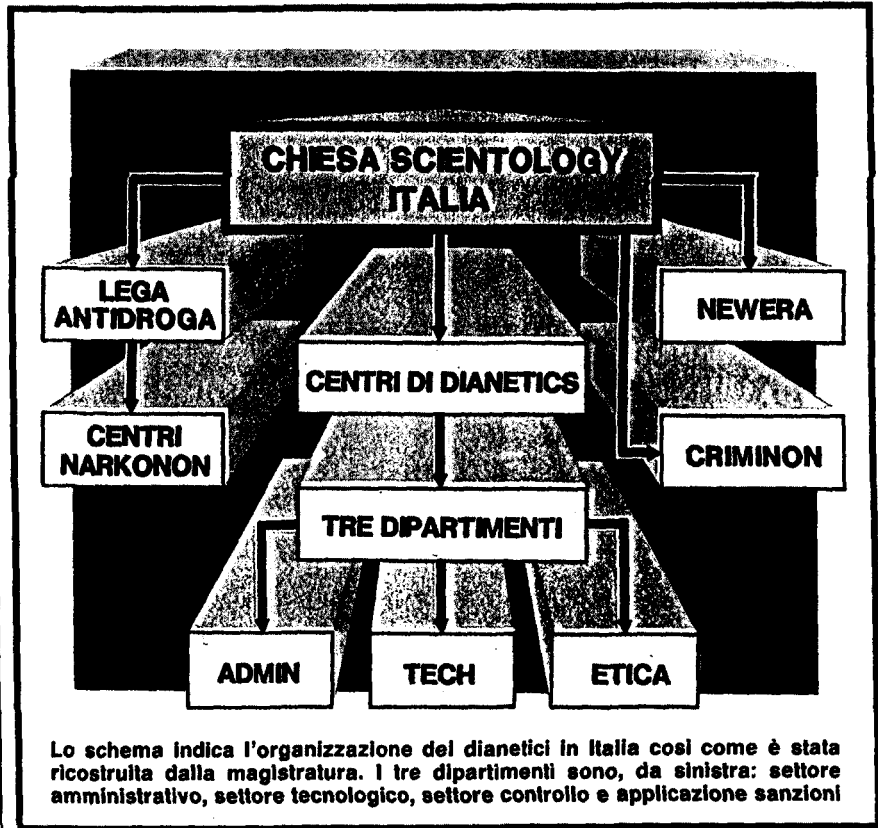 CHIESA SCIENTOLOGY
ITALIA
LEGA
ANTIDROGA
NEWERA
CENTRI DI DIANETICS
CENTRI
NARKONON
CRIMINON
TRE DIPARTIMENTI
ADMIN
TECH
ETICA
Lo schema indica l'organizzazione dei dianetici in Italia così come è stata
ricostruita dalla magistratura. I tre dipartimenti sono, da sinistra: settore
amministrativo, settore tecnologico, settore controllo e applicazione sanzioni